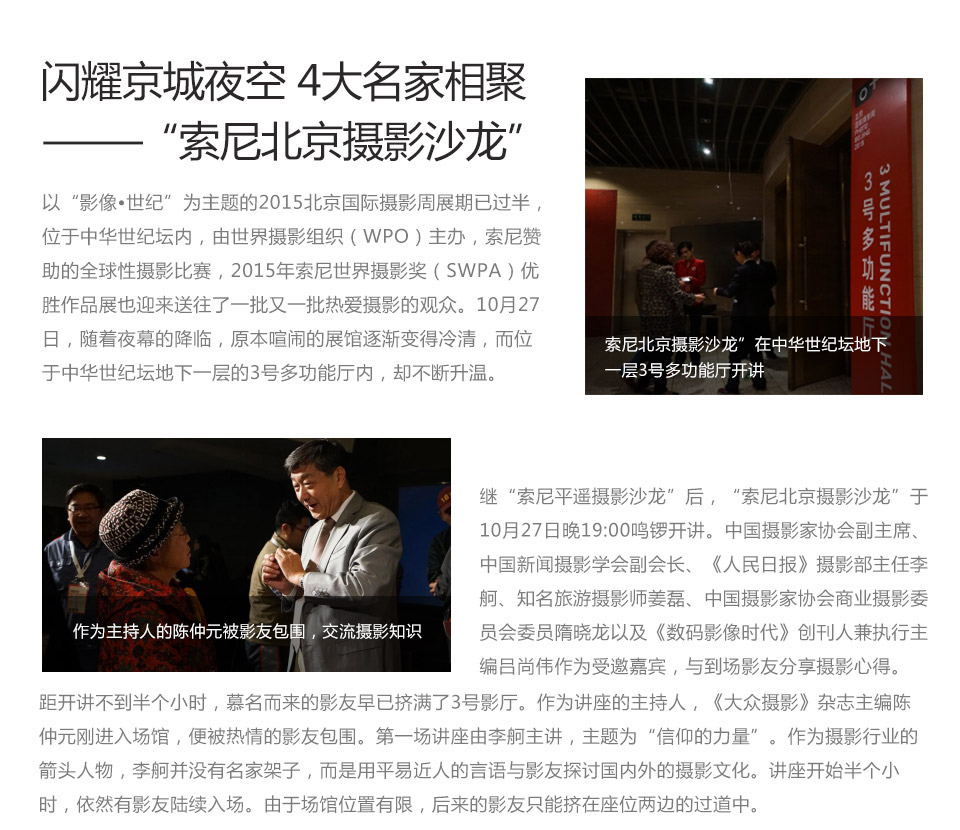 闪耀京城夜空 4大名家相聚
——“索尼北京摄影沙龙”
以“影像•世纪”为主题的2015北京国际摄影周展期已过半，
位于中华世纪坛内，由世界摄影组织（WPO）主办，索尼赞
助的全球性摄影比赛，2015年索尼世界摄影奖（SWPA）优
胜作品展也迎来送往了一批又一批热爱摄影的观众。10月27
日，随着夜幕的降临，原本喧闹的展馆逐渐变得冷清，而位
于中华世纪坛地下一层的3号多功能厅内，却不断升温。
3号多功能厅
3 MULTIFUNCTION HALL
索尼北京摄影沙龙”在中华世纪坛地下
一层3号多功能厅开讲
作为主持人的陈仲元被影友包围，交流摄影知识
继“索尼平遥摄影沙龙”后，“索尼北京摄影沙龙”于
10月27日晚19:00鸣锣开讲。中国摄影家协会副主席、
中国新闻摄影学会副会长、《人民日报》摄影部主任李
舸、知名旅游摄影师姜磊、中国摄影家协会商业摄影委
员会委员隋晓龙以及《数码影像时代》创刊人兼执行主
编吕尚伟作为受邀嘉宾，与到场影友分享摄影心得。
距开讲不到半个小时，慕名而来的影友早已挤满了3号影厅。作为讲座的主持人，《大众摄影》杂志主编陈
仲元刚进入场馆，便被热情的影友包围。第一场讲座由李舸主讲，主题为“信仰的力量”。作为摄影行业的
箭头人物，李舸并没有名家架子，而是用平易近人的言语与影友探讨国内外的摄影文化。讲座开始半个小
时，依然有影友陆续入场。由于场馆位置有限，后来的影友只能挤在座位两边的过道中。